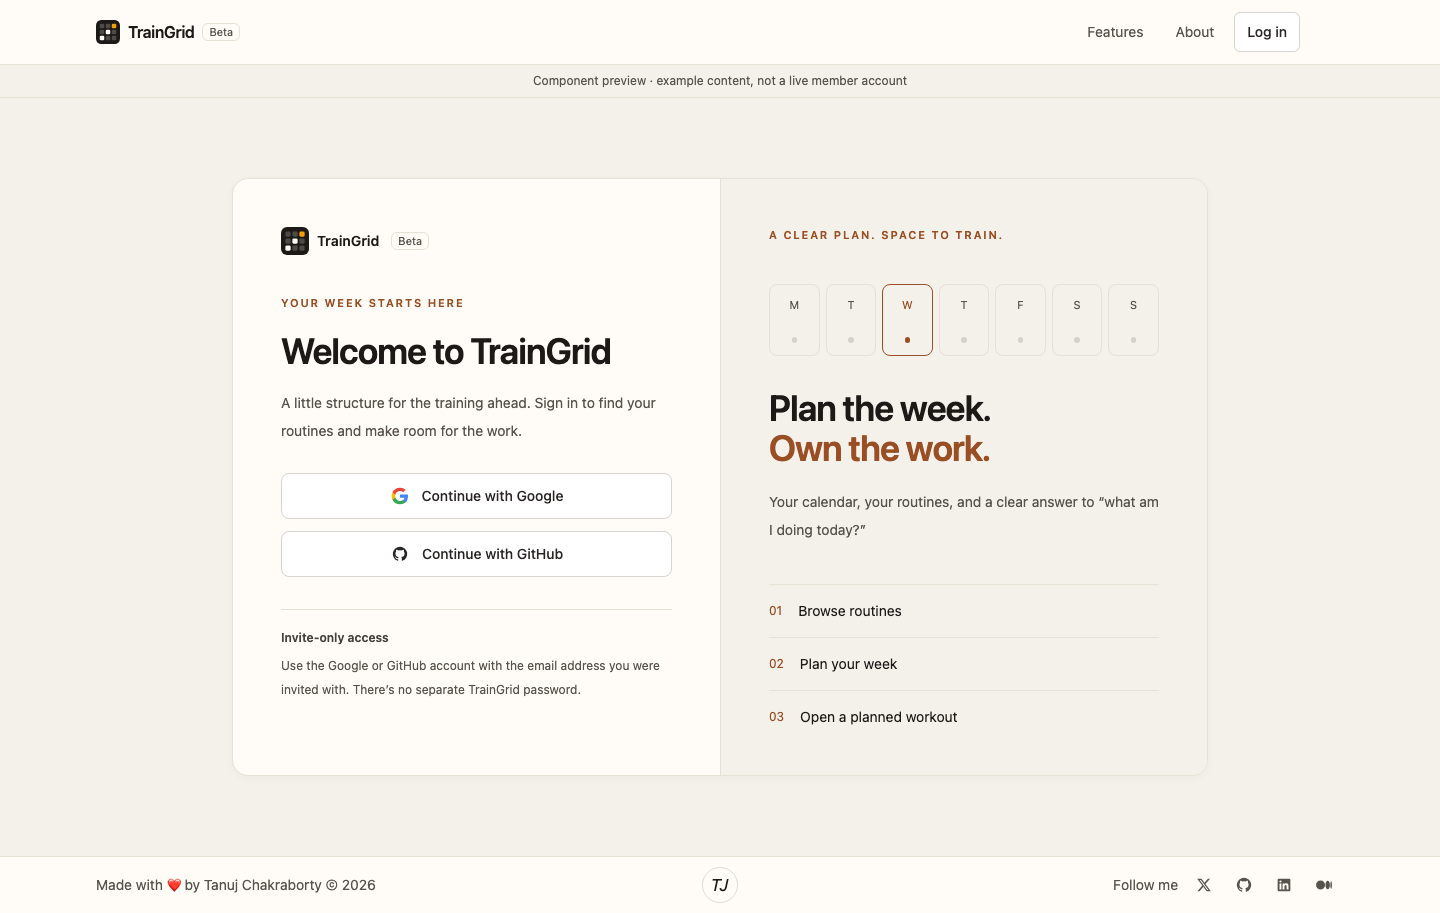 TrainGrid Beta
Features About Log in
Component preview · example content, not a live member account
TrainGrid Beta
YOUR WEEK STARTS HERE
Welcome to TrainGrid
A little structure for the training ahead. Sign in to find your
routines and make room for the work.
Continue with Google
Continue with GitHub
Invite-only access
Use the Google or GitHub account with the email address you were
invited with. There’s no separate TrainGrid password.
A CLEAR PLAN. SPACE TO TRAIN.
M T W T F S S
Plan the week.
Own the work.
Your calendar, your routines, and a clear answer to “what am
I doing today?”
01 Browse routines
02 Plan your week
03 Open a planned workout
Made with ❤️ by Tanuj Chakraborty © 2026
TJ
Follow me